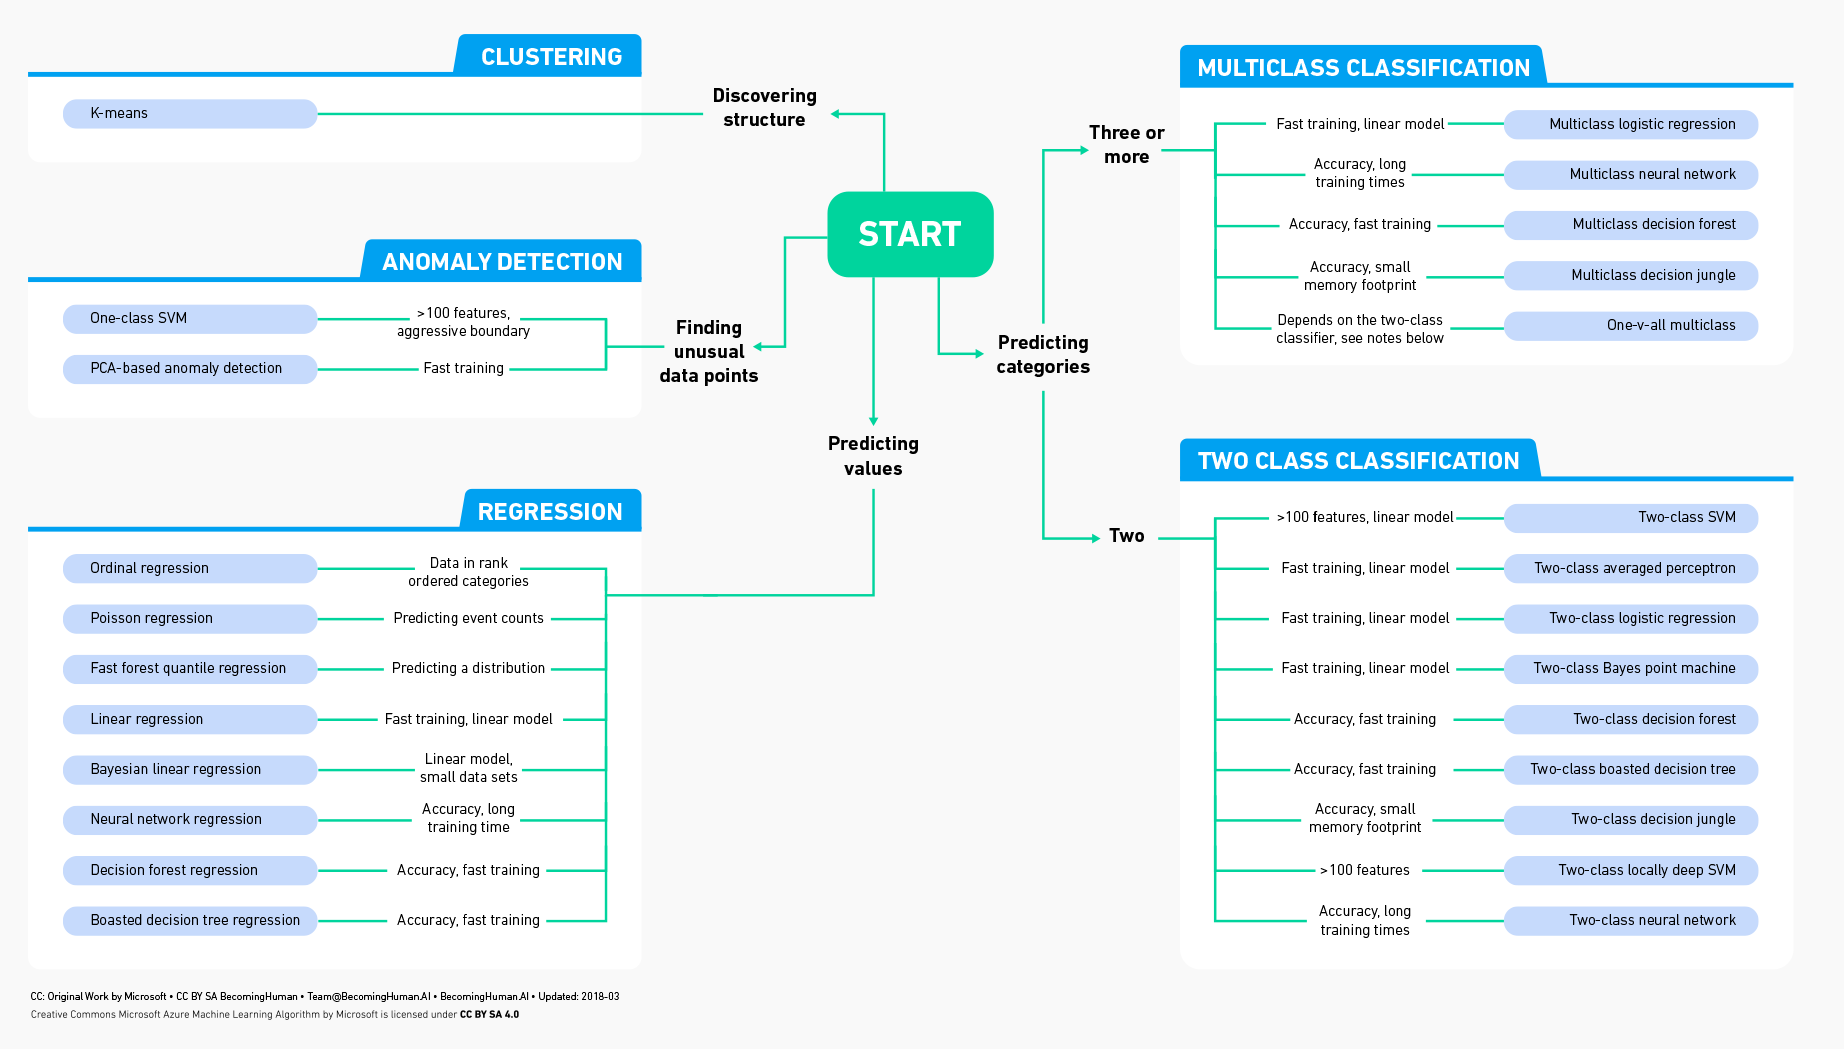 CLUSTERING
K-means
Discovering
structure
START
ANOMALY DETECTION
One-class SVM
>100 features,
aggressive boundary
PCA-based anomaly detection
Fast training
Finding
unusual
data points
Predicting
values
REGRESSION
Ordinal regression
Data in rank
ordered categories
Poisson regression
Predicting event counts
Fast forest quantile regression
Predicting a distribution
Linear regression
Fast training, linear model
Bayesian linear regression
Linear model,
small data sets
Neural network regression
Accuracy, long
training time
Decision forest regression
Accuracy, fast training
Boasted decision tree regression
Accuracy, fast training
Predicting
categories
Three or
more
MULTICLASS CLASSIFICATION
Fast training, linear model
Multiclass logistic regression
Accuracy, long
training times
Multiclass neural network
Accuracy, fast training
Multiclass decision forest
Accuracy, small
memory footprint
Multiclass decision jungle
Depends on the two-class
classifier, see notes below
One-v-all multiclass
Two
TWO CLASS CLASSIFICATION
>100 features, linear model
Two-class SVM
Fast training, linear model
Two-class averaged perceptron
Fast training, linear model
Two-class logistic regression
Fast training, linear model
Two-class Bayes point machine
Accuracy, fast training
Two-class decision forest
Accuracy, fast training
Two-class boasted decision tree
Accuracy, small
memory footprint
Two-class decision jungle
>100 features
Two-class locally deep SVM
Accuracy, long
training times
Two-class neural network
CC: Original Work by Microsoft • CC BY SA BecomingHuman • Team@BecomingHuman.AI • BecomingHuman.AI • Updated: 2018-03
Creative Commons Microsoft Azure Machine Learning Algorithm by Microsoft is licensed under CC BY SA 4.0